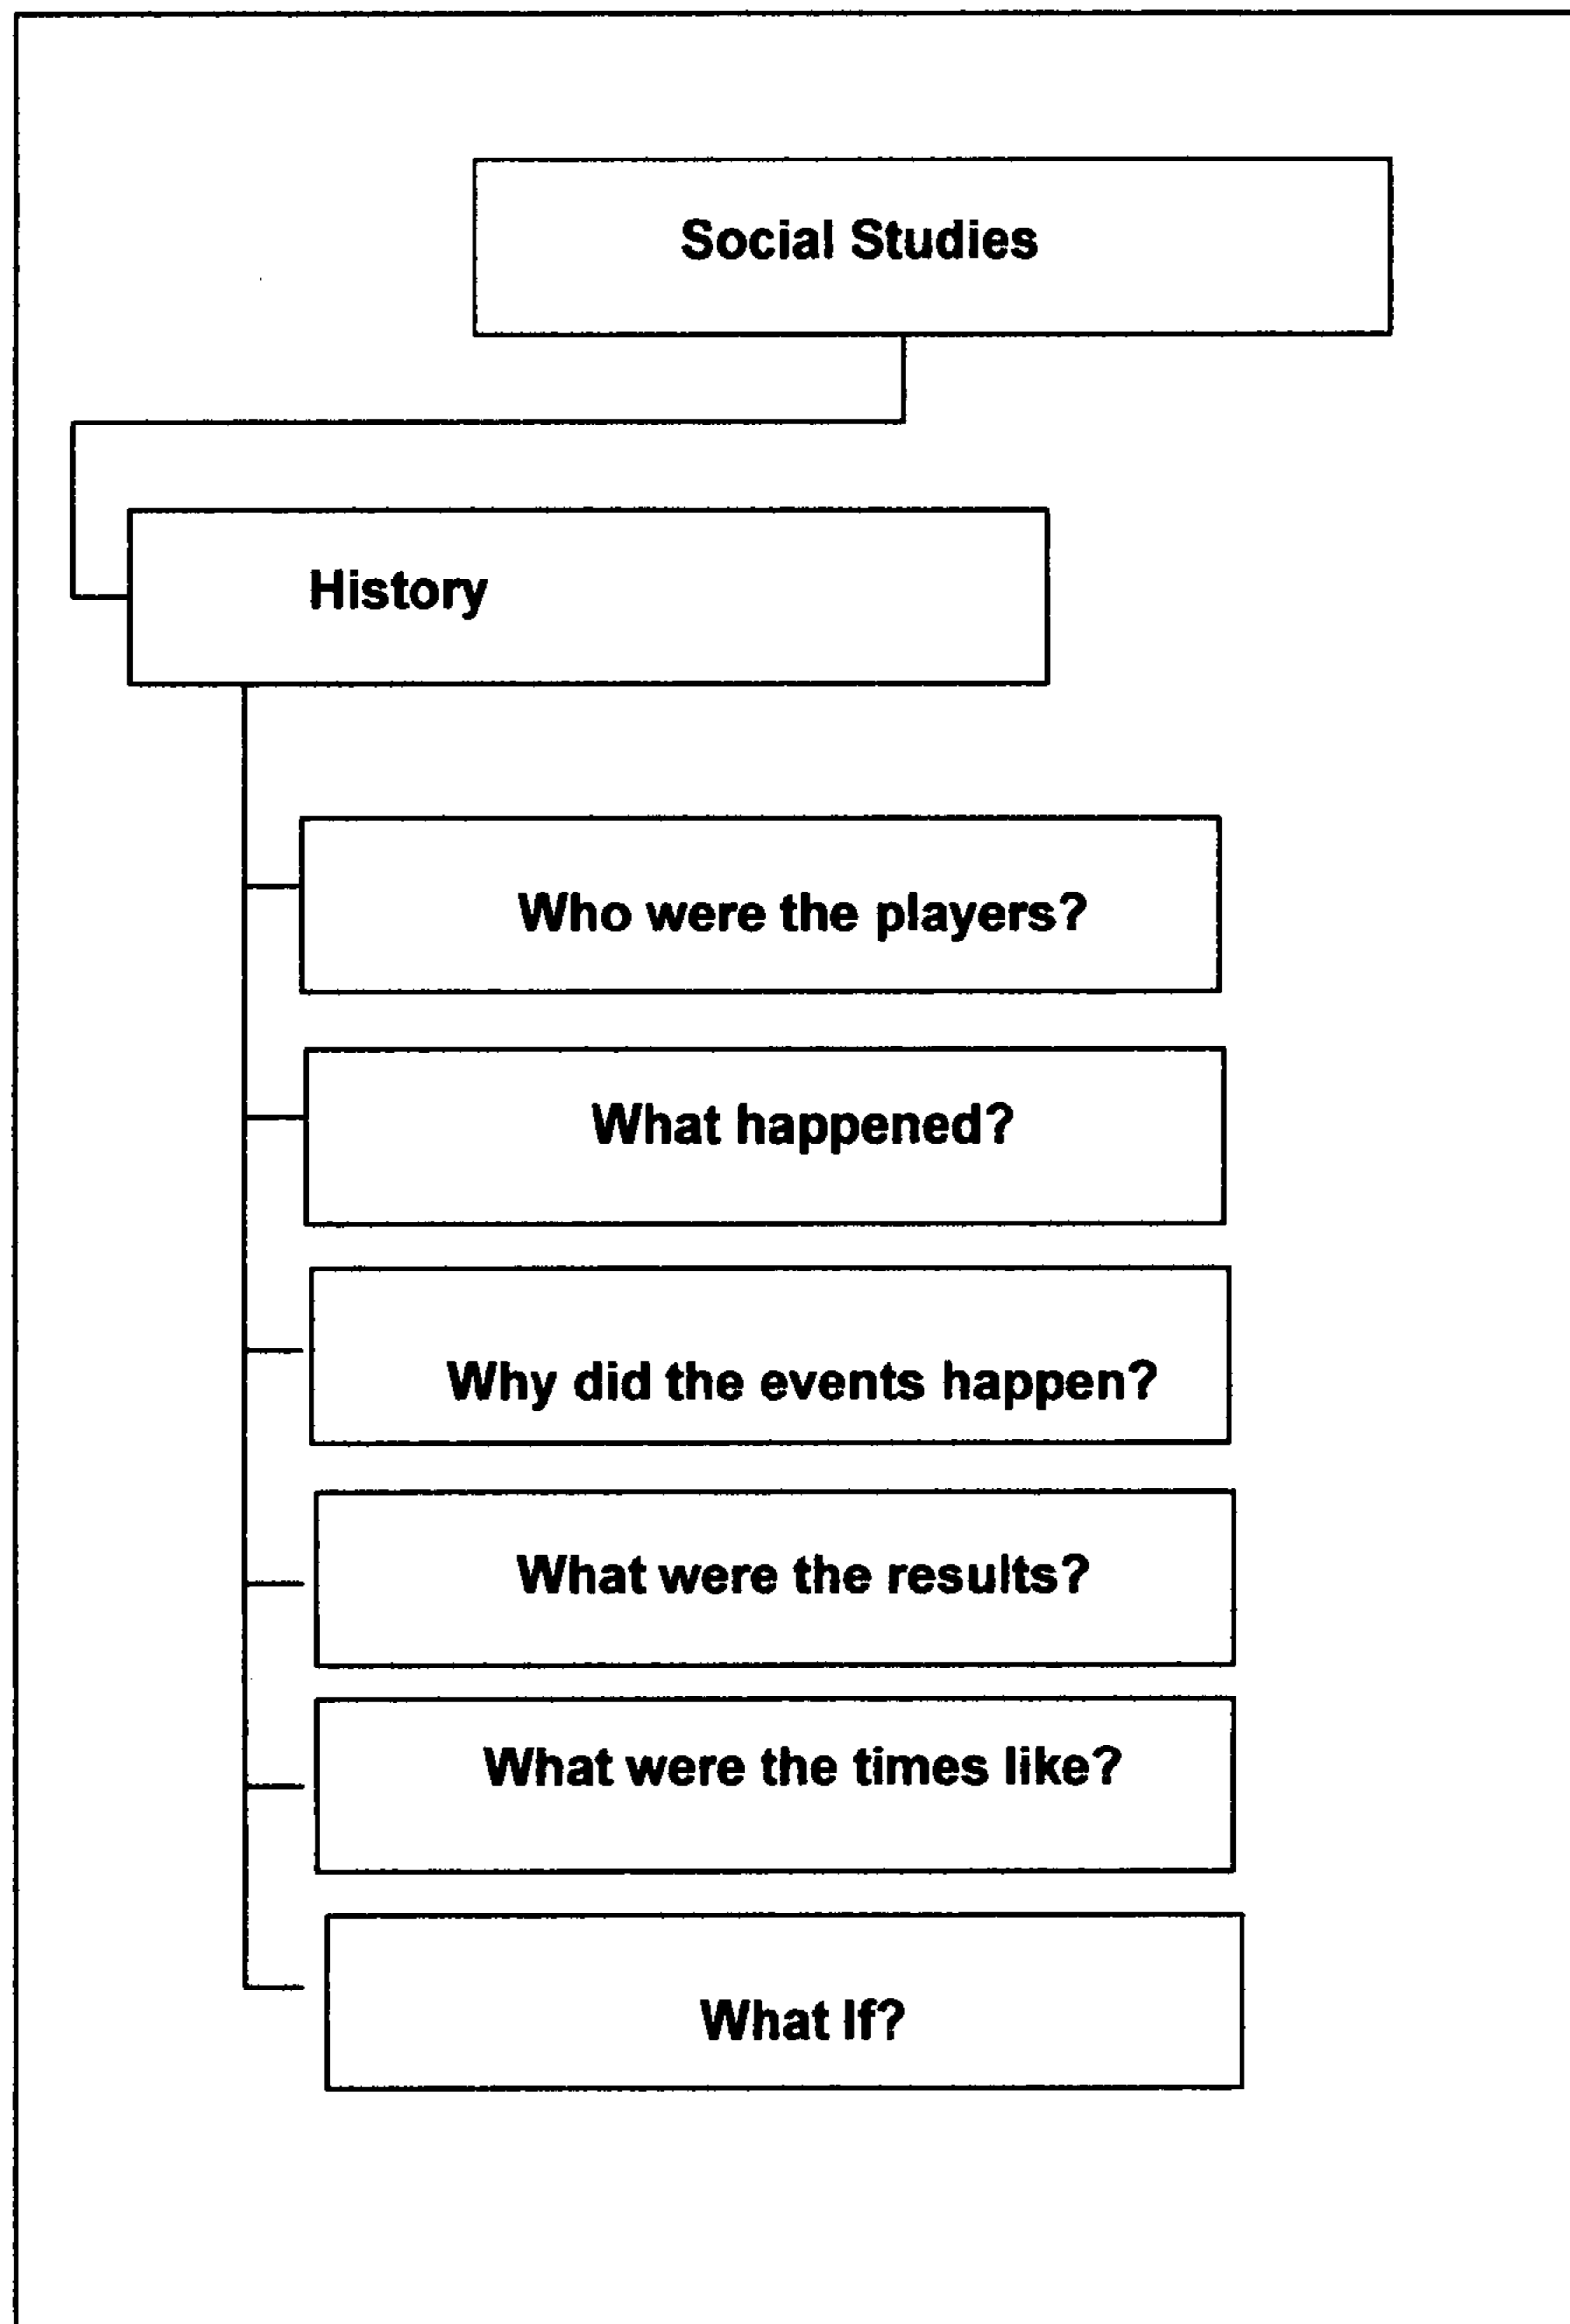 Social Studies
History
Who were the players?
What happened?
Why did the events happen?
What were the results?
What were the times like?
What If?